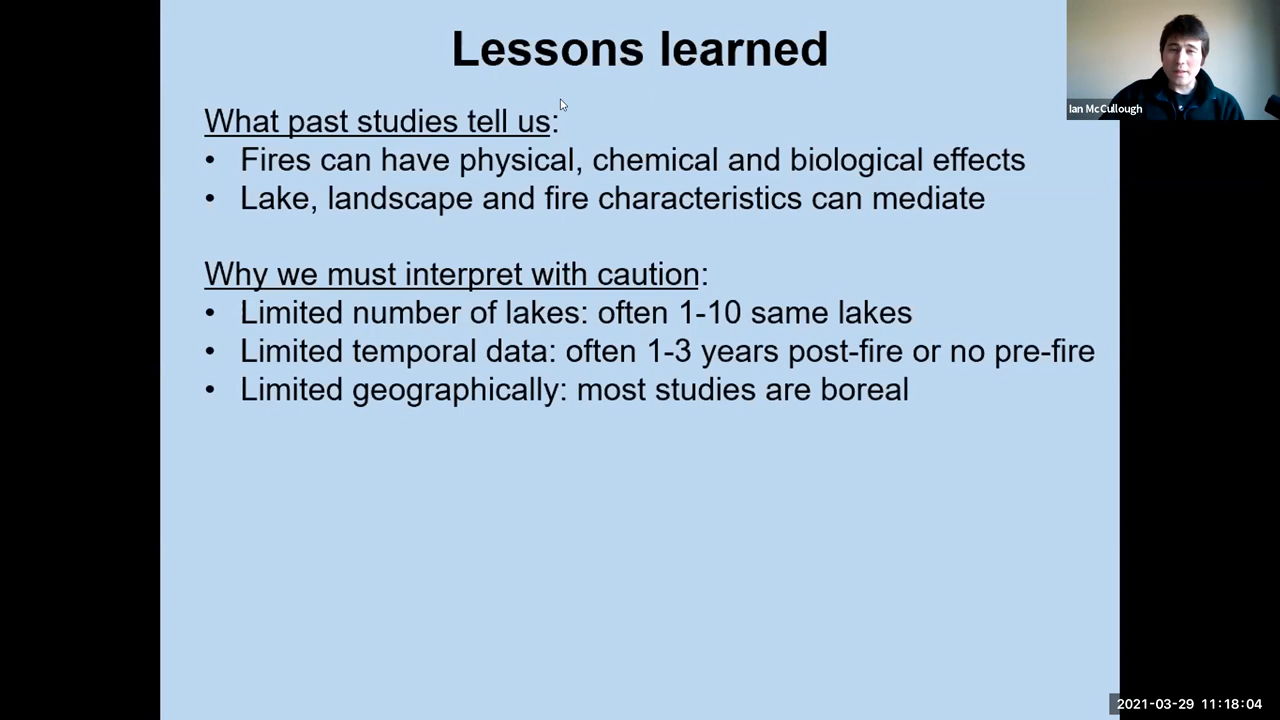 Lessons learned
Ian McCullough
What past studies tell us:
• Fires can have physical, chemical and biological effects
• Lake, landscape and fire characteristics can mediate
Why we must interpret with caution:
• Limited number of lakes: often 1-10 same lakes
• Limited temporal data: often 1-3 years post-fire or no pre-fire
• Limited geographically: most studies are boreal
2021-03-29 11:18:04